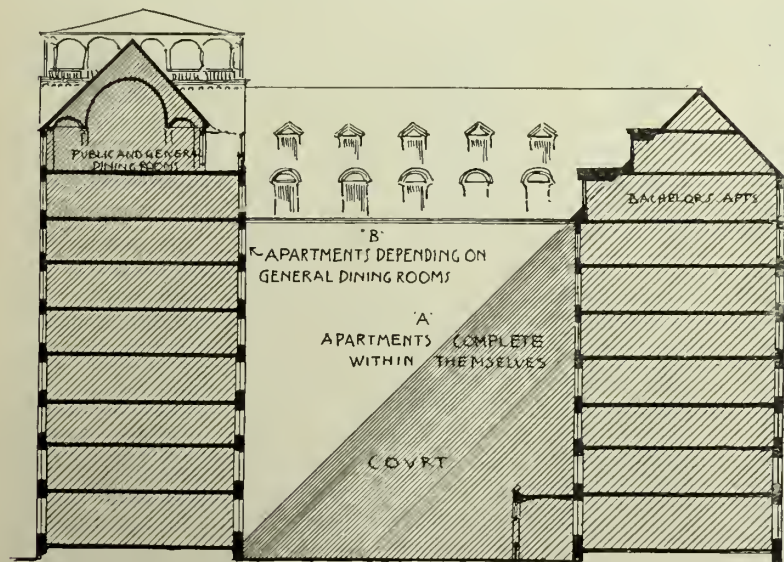 PUBLIC AND GENERAL
DINING ROOMS
BACHELORS APTS
"B"
APARTMENTS DEPENDING ON
GENERAL DINING ROOMS
"A"
APARTMENTS COMPLETE
WITHIN THEMSELVES
COURT